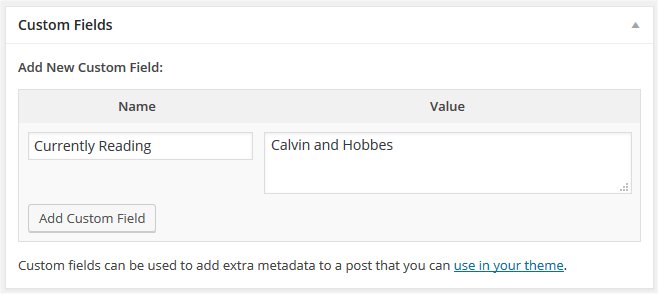 Custom Fields
Add New Custom Field:
Name Value
Currently Reading Calvin and Hobbes
Add Custom Field
Custom fields can be used to add extra metadata to a post that you can use in your theme.